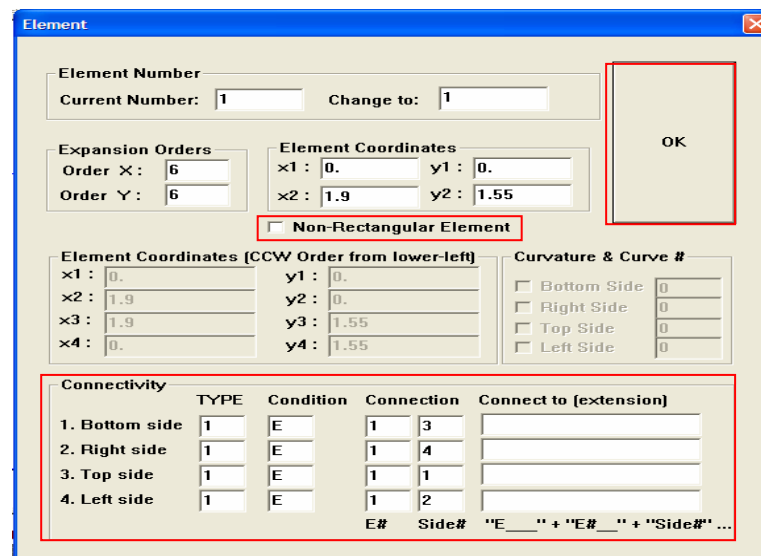 Element
Element Number
Current Number: 1 Change to: 1
OK
Expansion Orders
Order X: 6
Order Y: 6
Element Coordinates
x1: 0. y1: 0.
x2: 1.9 y2: 1.55
Non-Rectangular Element
Element Coordinates (CCW Order from lower-left)
x1: 0. y1: 0.
x2: 1.9 y2: 0.
x3: 1.9 y3: 1.55
x4: 0. y4: 1.55
Curvature & Curve #
Bottom Side 0
Right Side 0
Top Side 0
Left Side 0
Connectivity
TYPE Condition Connection Connect to (extension)
1. Bottom side 1 E 1 3
2. Right side 1 E 1 4
3. Top side 1 E 1 1
4. Left side 1 E 1 2
E# Side# "E___" + "E#__" + "Side#" ...